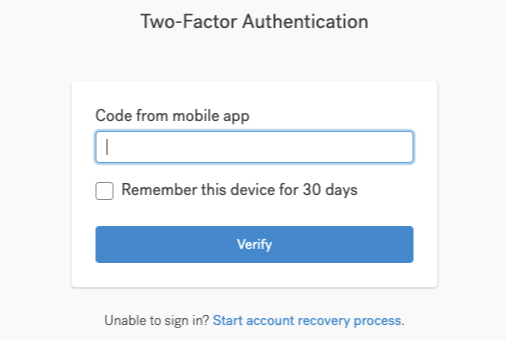 Two-Factor Authentication
Code from mobile app
Remember this device for 30 days
Verify
Unable to sign in? Start account recovery process.